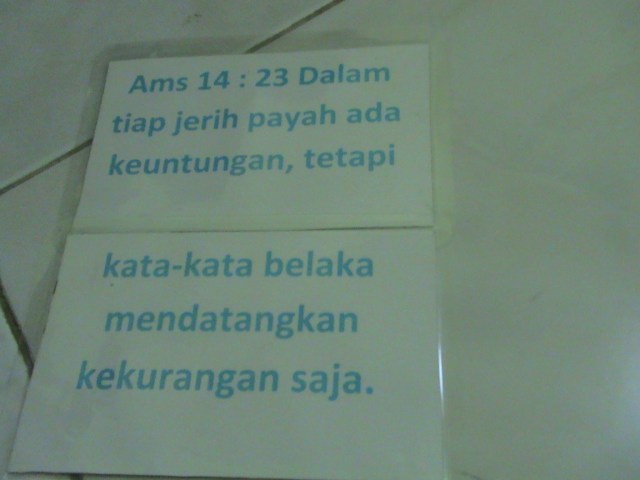 Ams 14 : 23 Dalam
tiap jerih payah ada
keuntungan, tetapi
kata-kata belaka
mendatangkan
kekurangan saja.